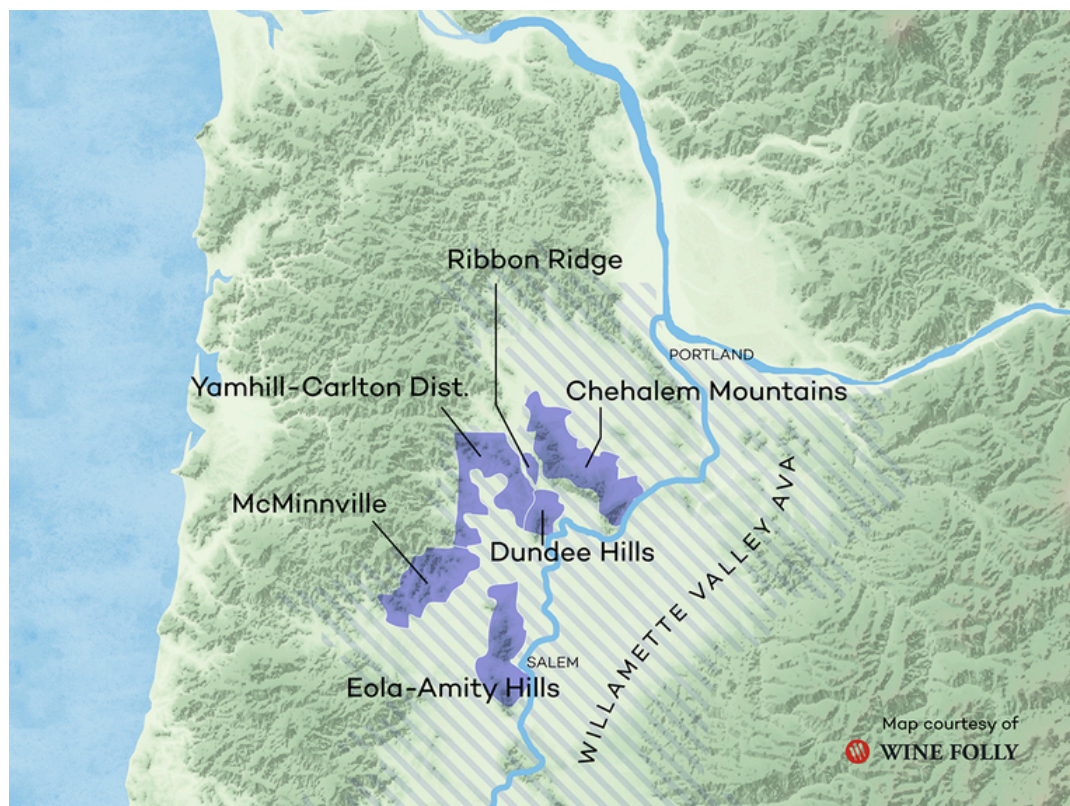 Ribbon Ridge
PORTLAND
Yamhill-Carlton Dist.
Chehalem Mountains
McMinnville
Dundee Hills
WILLAMETTE VALLEY AVA
SALEM
Eola-Amity Hills
Map courtesy of
WINE FOLLY